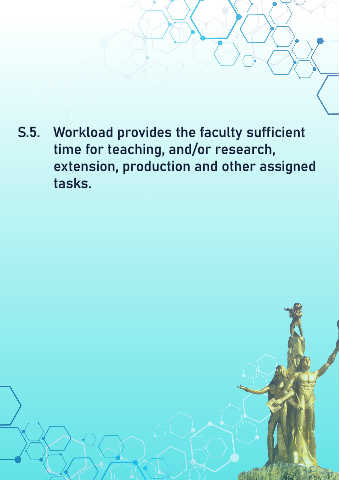 S.5. Workload provides the faculty sufficient
time for teaching, and/or research,
extension, production and other assigned
tasks.